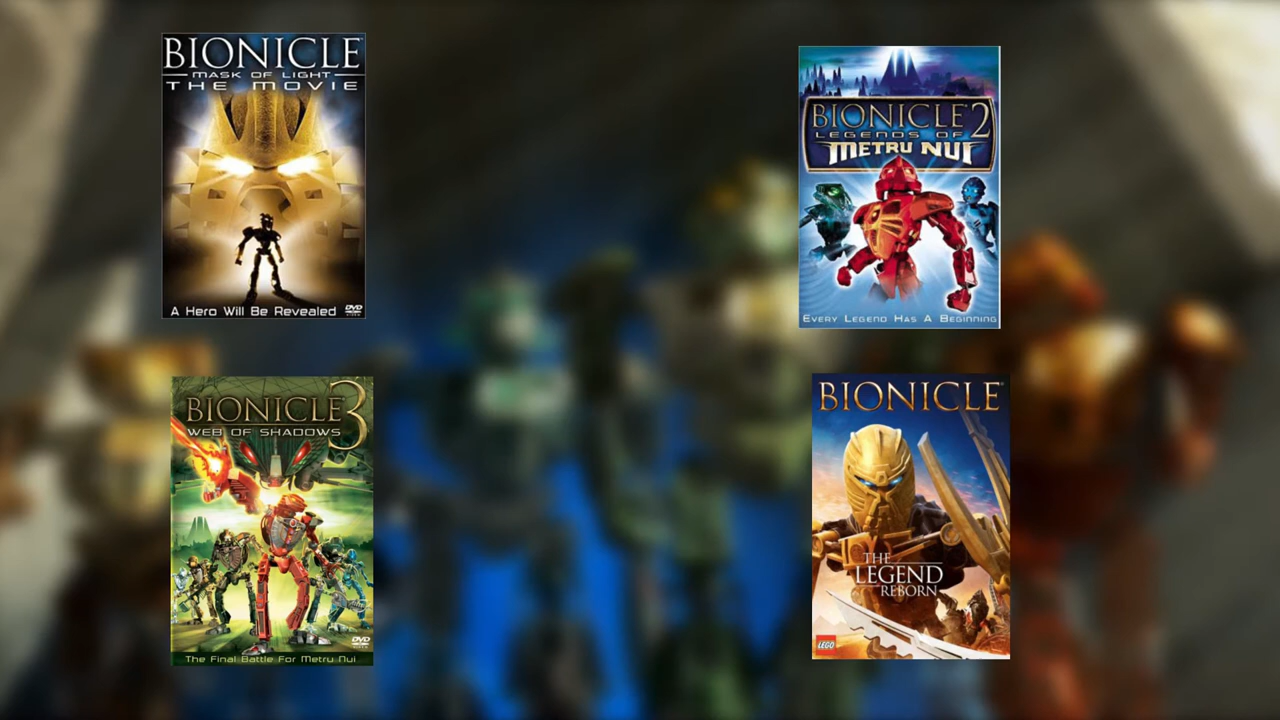 BIONICLE
MASK OF LIGHT
THE MOVIE
A Hero Will Be Revealed
DVD
VIDEO
BIONICLE 2
LEGENDS OF
METRU NUI
EVERY LEGEND HAS A BEGINNING
BIONICLE 3
WEB OF SHADOWS
DVD
VIDEO
The Final Battle For Metru Nui
BIONICLE®
THE
LEGEND
REBORN
LEGO